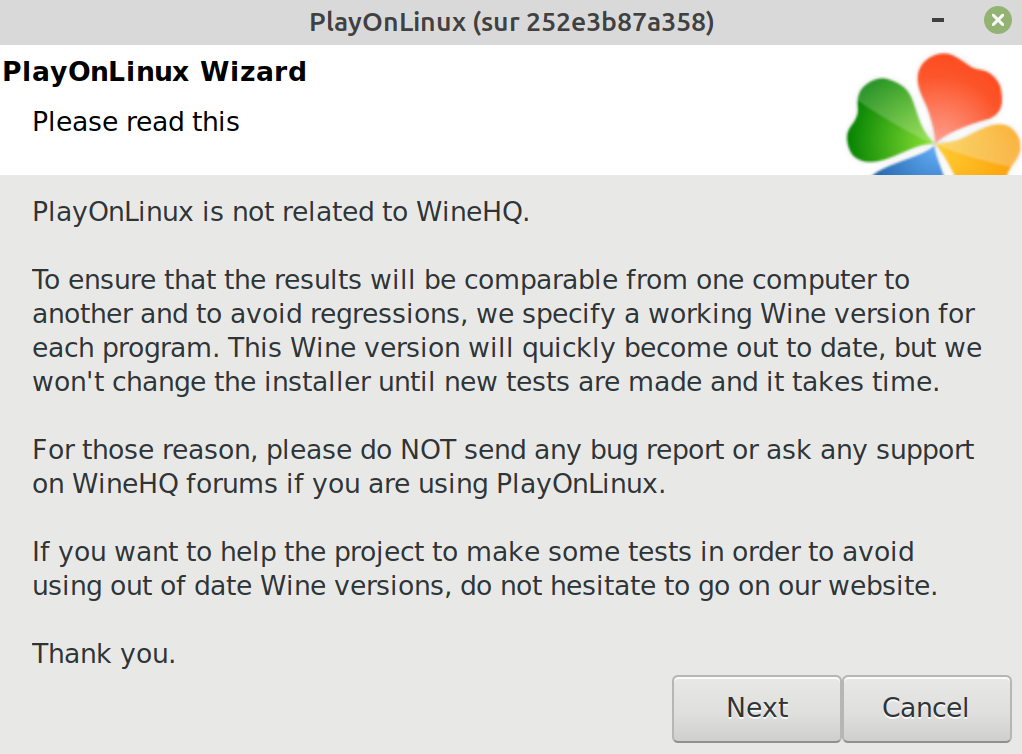 PlayOnLinux (sur 252e3b87a358)
PlayOnLinux Wizard
Please read this
PlayOnLinux is not related to WineHQ.
To ensure that the results will be comparable from one computer to
another and to avoid regressions, we specify a working Wine version for
each program. This Wine version will quickly become out to date, but we
won't change the installer until new tests are made and it takes time.
For those reason, please do NOT send any bug report or ask any support
on WineHQ forums if you are using PlayOnLinux.
If you want to help the project to make some tests in order to avoid
using out of date Wine versions, do not hesitate to go on our website.
Thank you.
Next
Cancel